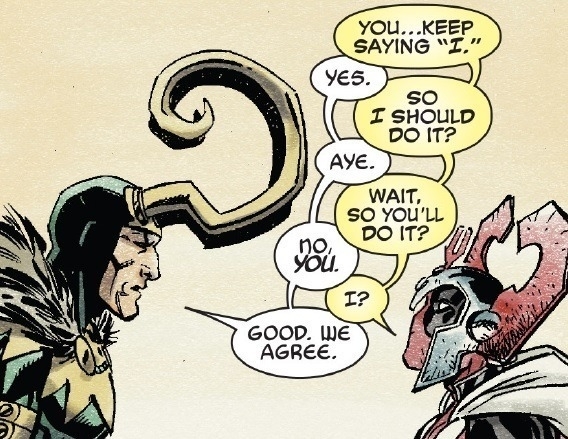 YOU...KEEP
SAYING "I."
YES.
SO
I SHOULD
DO IT?
AYE.
WAIT,
SO YOU'LL
DO IT?
NO,
YOU.
I?
GOOD. WE
AGREE.